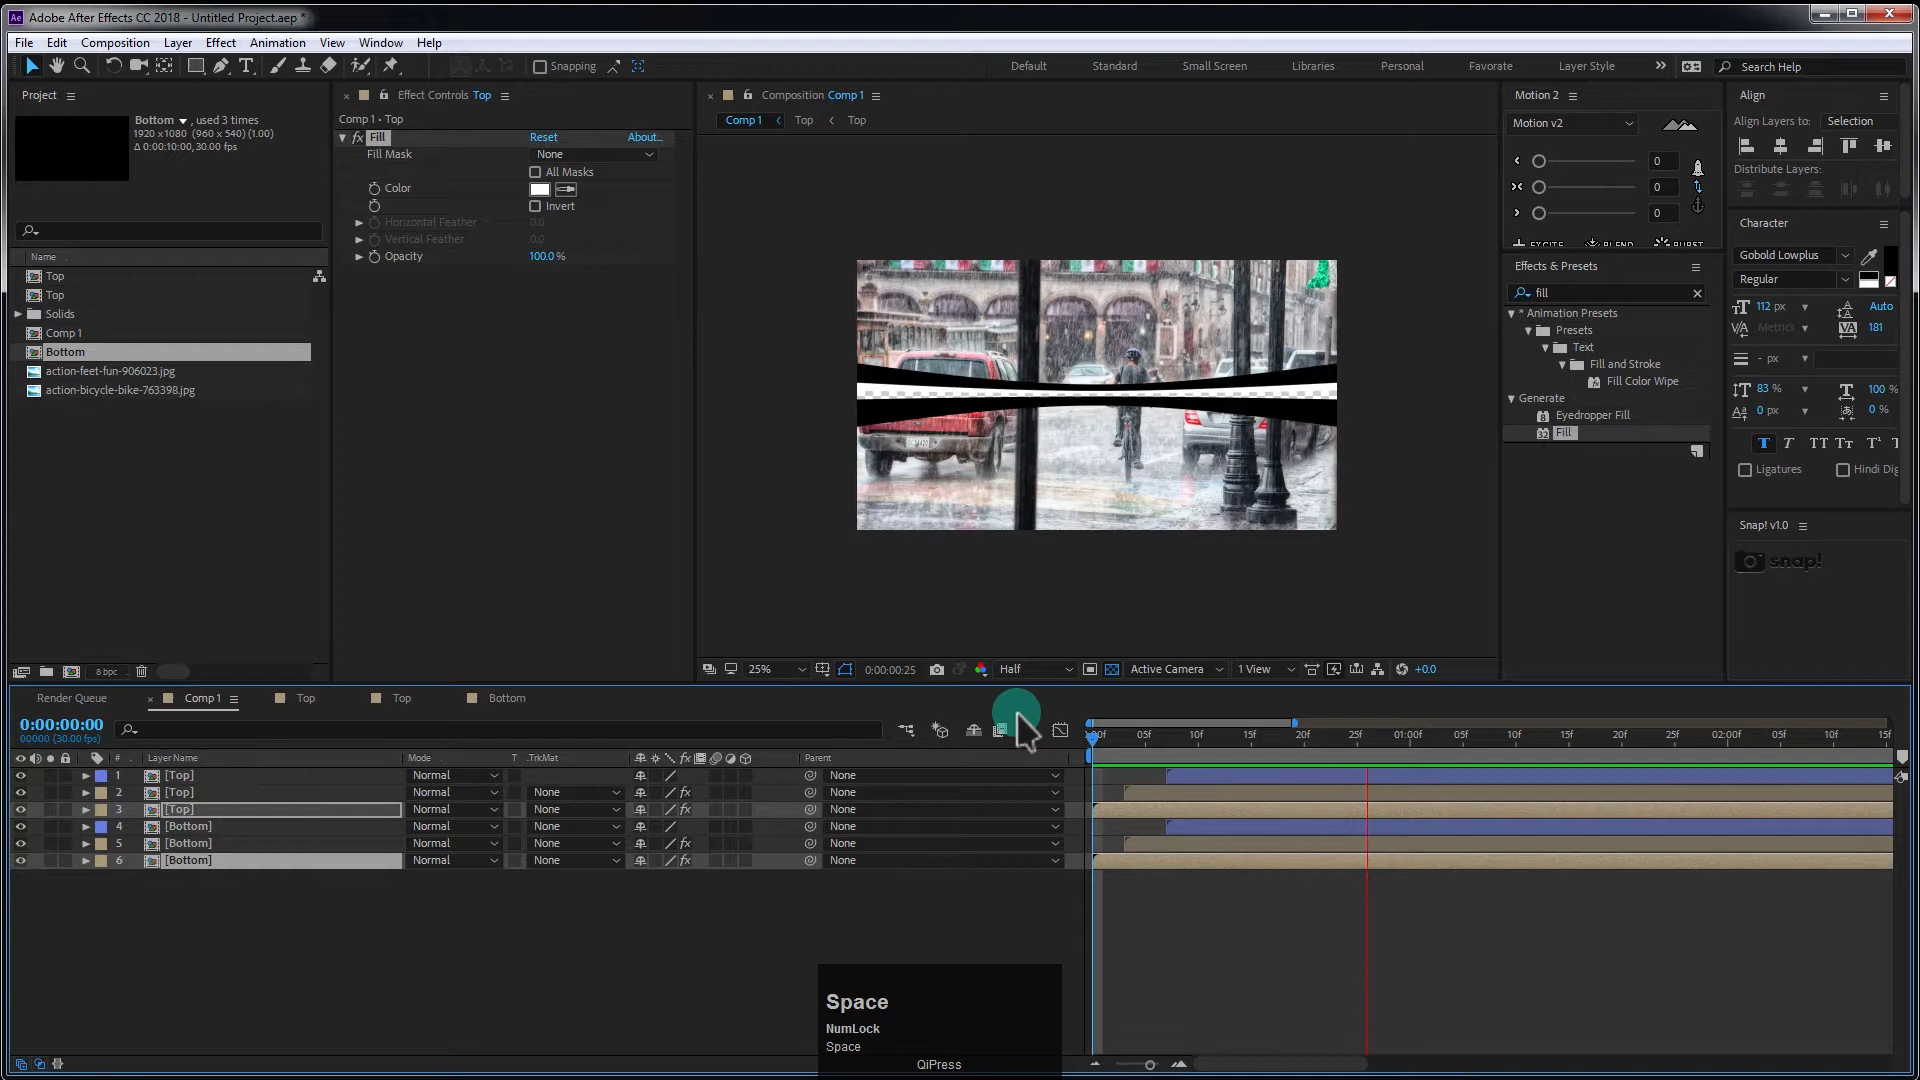 Adobe After Effects CC 2018 - Untitled Project.aep *
File Edit Composition Layer Effect Animation View Window Help
Snapping
Default Standard Small Screen Libraries Personal Favorite Layer Style
Search Help
Project
Bottom , used 3 times
1920 x1080 (960 x 540) (1.00)
Δ 0:00:10:00, 30.00 fps
Name
Top
Top
Solids
Comp 1
Bottom
action-feet-fun-906023.jpg
action-bicycle-bike-763398.jpg
8 bpc
Effect Controls Top
Comp 1 · Top
fx Fill Reset About...
Fill Mask None
All Masks
Color
Invert
Horizontal Feather 0.0
Vertical Feather 0.0
Opacity 100.0 %
Composition Comp 1
Comp 1 Top Top
25% 0:00:00:25 Half Active Camera 1 View +0.0
Motion 2
Motion v2
0
0
0
EXCITE BLEND BURST
Effects & Presets
fill
* Animation Presets
Presets
Text
Fill and Stroke
Fill Color Wipe
Generate
Eyedropper Fill
Fill
Align
Align Layers to: Selection
Distribute Layers:
Character
Gobold Lowplus
Regular
112 px Auto
Metrics 181
- px
83 % 100 %
0 px 0 %
T T TT Tt T¹
Ligatures Hindi Dig
Snap! v1.0
snap!
Render Queue Comp 1 Top Top Bottom
0:00:00:00
00000 (30.00 fps)
:00f 05f 10f 15f 20f 25f 01:00f 05f 10f 15f 20f 25f 02:00f 05f 10f 15f
# Layer Name Mode T .TrkMat Parent
1 [Top] Normal None
2 [Top] Normal None fx None
3 [Top] Normal None fx None
4 [Bottom] Normal None None
5 [Bottom] Normal None fx None
6 [Bottom] Normal None fx None
Space
NumLock
Space
QiPress